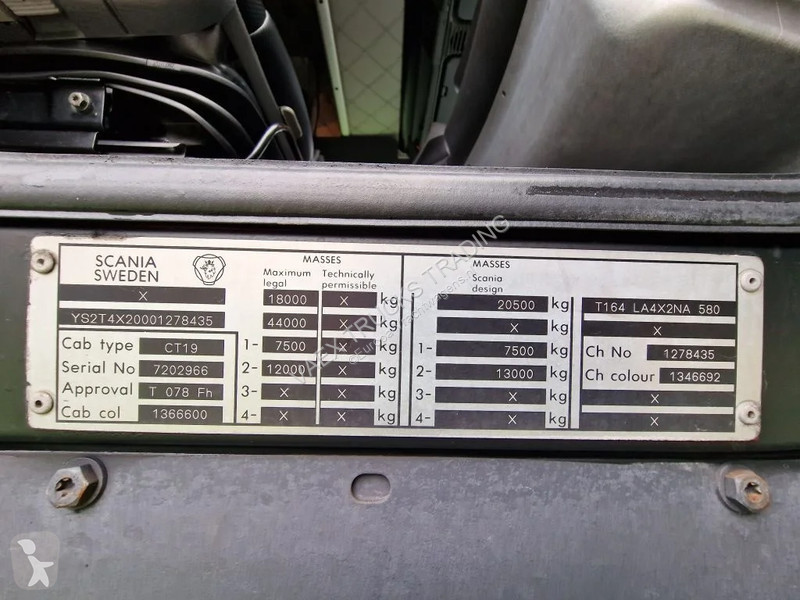 SCANIA
SWEDEN
X
YS2T4X20001278435
Cab type CT19
Serial No 7202966
Approval T 078 Fh
Cab col 1366600
MASSES
Maximum legal Technically permissible
18000 X kg
44000 X kg
1- 7500 X kg
2- 12000 X kg
3- X X kg
4- X X kg
MASSES
Scania design
20500 kg
X kg
1- 7500 kg
2- 13000 kg
3- X kg
4- X kg
T164 LA4X2NA 580
X
Ch No 1278435
Ch colour 1346692
X
X
VAEX TRUCKS TRADING